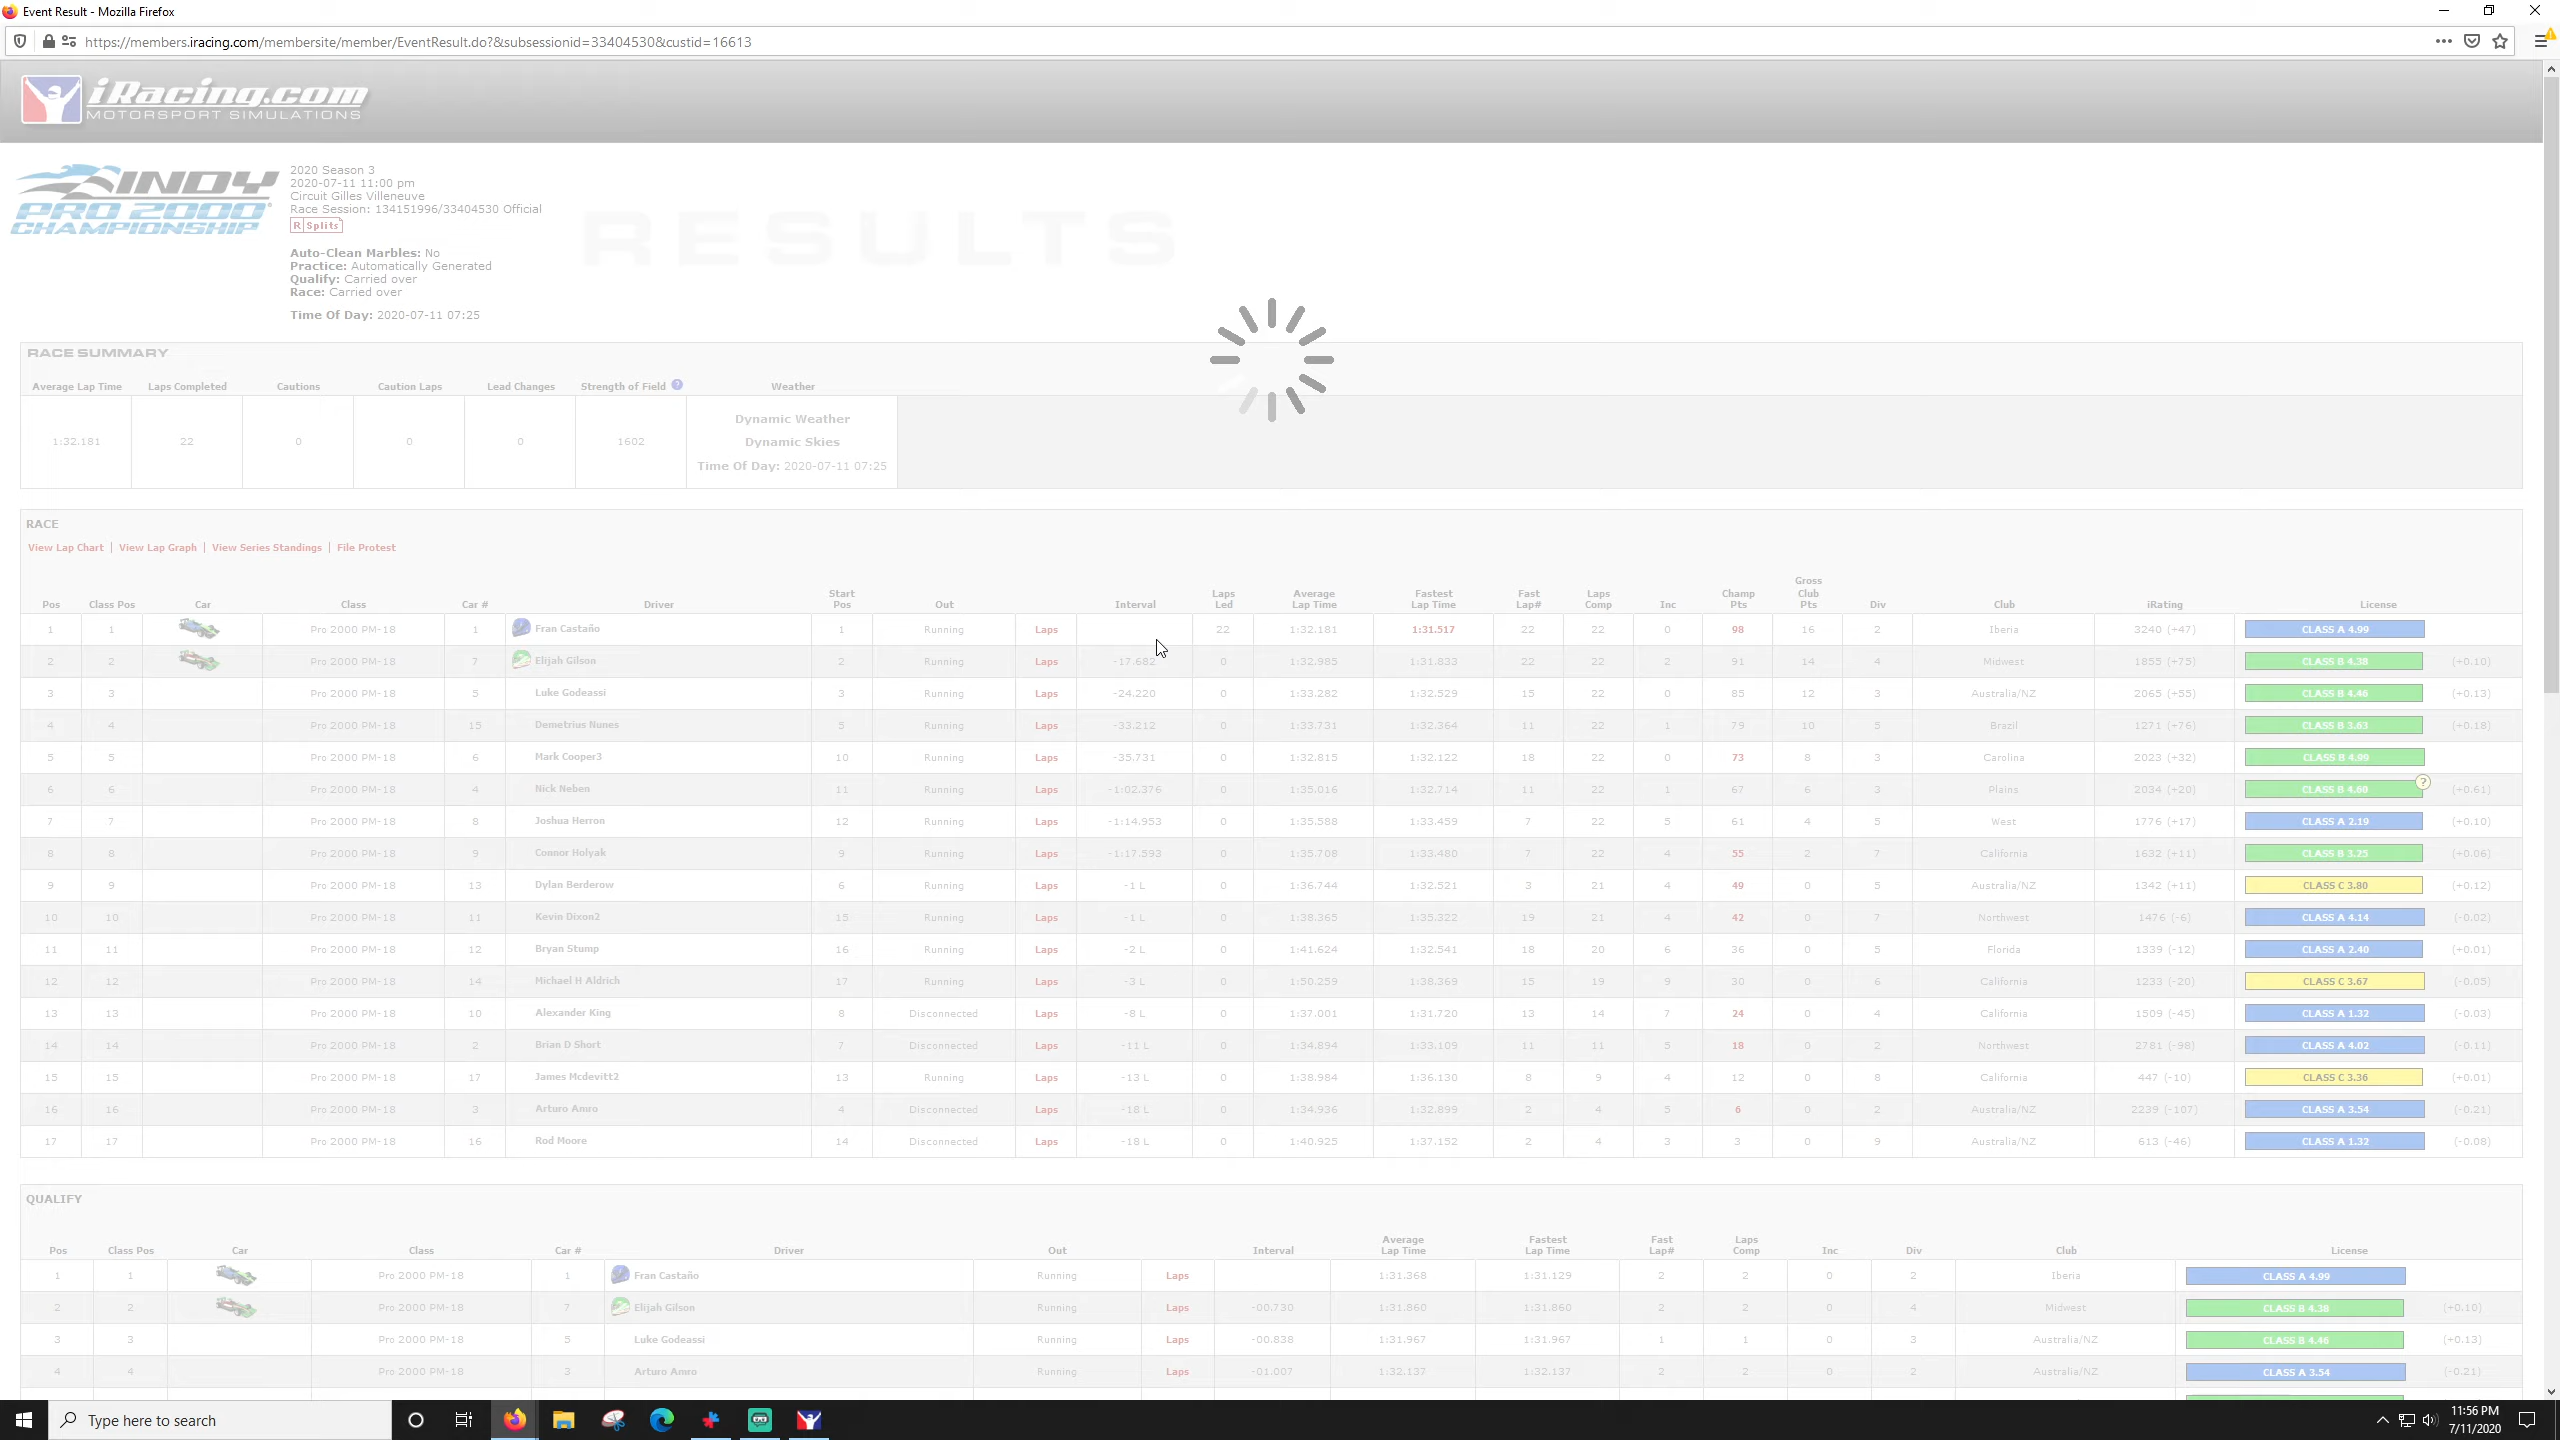 Event Result - Mozilla Firefox
https://members.iracing.com/membersite/member/EventResult.do?&subsessionid=33404530&custid=16613
iRacing.com
MOTORSPORT SIMULATIONS
INDY
PRO 2000
CHAMPIONSHIP
2020 Season 3
2020-07-11 11:00 pm
Circuit Gilles Villeneuve
Race Session: 134151996/33404530 Official
R Splits
RESULTS
Auto-Clean Marbles: No
Practice: Automatically Generated
Qualify: Carried over
Race: Carried over
Time Of Day: 2020-07-11 07:25
RACE SUMMARY
Average Lap Time Laps Completed Cautions Caution Laps Lead Changes Strength of Field ? Weather
1:32.181 22 0 0 0 1602 Dynamic Weather
Dynamic Skies
Time Of Day: 2020-07-11 07:25
RACE
View Lap Chart | View Lap Graph | View Series Standings | File Protest
Pos Class Pos Car Class Car # Driver Start Pos Out Interval Laps Led Average Lap Time Fastest Lap Time Fast Lap# Laps Comp Inc Champ Pts Gross Club Pts Div Club iRating License
1 1 Pro 2000 PM-18 1 Fran Castaño 1 Running Laps 22 1:32.181 1:31.517 22 22 0 98 16 2 Iberia 3240 (+47) CLASS A 4.99
2 2 Pro 2000 PM-18 7 Elijah Gilson 2 Running Laps -17.682 0 1:32.985 1:31.833 22 22 2 91 14 4 Midwest 1855 (+75) CLASS B 4.38 (+0.10)
3 3 Pro 2000 PM-18 5 Luke Godeassi 3 Running Laps -24.220 0 1:33.282 1:32.529 15 22 0 85 12 3 Australia/NZ 2065 (+55) CLASS B 4.46 (+0.13)
4 4 Pro 2000 PM-18 15 Demetrius Nunes 5 Running Laps -33.212 0 1:33.731 1:32.364 11 22 1 79 10 5 Brazil 1271 (+76) CLASS B 3.63 (+0.18)
5 5 Pro 2000 PM-18 6 Mark Cooper3 10 Running Laps -35.731 0 1:32.815 1:32.122 18 22 0 73 8 3 Carolina 2023 (+32) CLASS B 4.99
6 6 Pro 2000 PM-18 4 Nick Neben 11 Running Laps -1:02.376 0 1:35.016 1:32.714 11 22 1 67 6 3 Plains 2034 (+20) CLASS B 4.60 ? (+0.61)
7 7 Pro 2000 PM-18 8 Joshua Herron 12 Running Laps -1:14.953 0 1:35.588 1:33.459 7 22 5 61 4 5 West 1776 (+17) CLASS A 2.19 (+0.10)
8 8 Pro 2000 PM-18 9 Connor Holyak 9 Running Laps -1:17.593 0 1:35.708 1:33.480 7 22 4 55 2 7 California 1632 (+11) CLASS B 3.25 (+0.06)
9 9 Pro 2000 PM-18 13 Dylan Berderow 6 Running Laps -1 L 0 1:36.744 1:32.521 3 21 4 49 0 5 Australia/NZ 1342 (+11) CLASS C 3.80 (+0.12)
10 10 Pro 2000 PM-18 11 Kevin Dixon2 15 Running Laps -1 L 0 1:38.365 1:35.322 19 21 4 42 0 7 Northwest 1476 (-6) CLASS A 4.14 (-0.02)
11 11 Pro 2000 PM-18 12 Bryan Stump 16 Running Laps -2 L 0 1:41.624 1:32.541 18 20 6 36 0 5 Florida 1339 (-12) CLASS A 2.40 (+0.01)
12 12 Pro 2000 PM-18 14 Michael H Aldrich 17 Running Laps -3 L 0 1:50.259 1:38.369 15 19 9 30 0 6 California 1233 (-20) CLASS C 3.67 (-0.05)
13 13 Pro 2000 PM-18 10 Alexander King 8 Disconnected Laps -8 L 0 1:37.001 1:31.720 13 14 7 24 0 4 California 1509 (-45) CLASS A 1.32 (-0.03)
14 14 Pro 2000 PM-18 2 Brian D Short 7 Disconnected Laps -11 L 0 1:34.894 1:33.109 11 11 5 18 0 2 Northwest 2781 (-98) CLASS A 4.02 (-0.11)
15 15 Pro 2000 PM-18 17 James Mcdevitt2 13 Running Laps -13 L 0 1:38.984 1:36.130 8 9 4 12 0 8 California 447 (-10) CLASS C 3.36 (+0.01)
16 16 Pro 2000 PM-18 3 Arturo Amro 4 Disconnected Laps -18 L 0 1:34.936 1:32.899 2 4 5 6 0 2 Australia/NZ 2239 (-107) CLASS A 3.54 (-0.21)
17 17 Pro 2000 PM-18 16 Rod Moore 14 Disconnected Laps -18 L 0 1:40.925 1:37.152 2 4 3 3 0 9 Australia/NZ 613 (-46) CLASS A 1.32 (-0.08)
QUALIFY
Pos Class Pos Car Class Car # Driver Out Interval Average Lap Time Fastest Lap Time Fast Lap# Laps Comp Inc Div Club License
1 1 Pro 2000 PM-18 1 Fran Castaño Running Laps 1:31.368 1:31.129 2 2 0 2 Iberia CLASS A 4.99
2 2 Pro 2000 PM-18 7 Elijah Gilson Running Laps -00.730 1:31.860 1:31.860 2 2 0 4 Midwest CLASS B 4.38 (+0.10)
3 3 Pro 2000 PM-18 5 Luke Godeassi Running Laps -00.838 1:31.967 1:31.967 1 1 0 3 Australia/NZ CLASS B 4.46 (+0.13)
4 4 Pro 2000 PM-18 3 Arturo Amro Running Laps -01.007 1:32.137 1:32.137 2 2 0 2 Australia/NZ CLASS A 3.54 (-0.21)
Type here to search
11:56 PM
7/11/2020